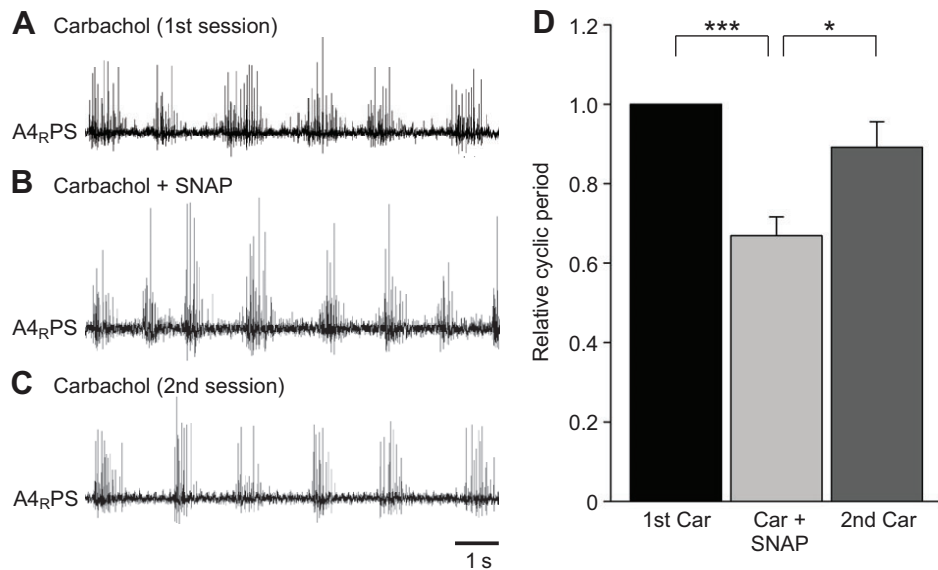 A Carbachol (1st session)
A4RPS
B Carbachol + SNAP
A4RPS
C Carbachol (2nd session)
A4RPS
1 s
D
Relative cyclic period
1.2
1.0
0.8
0.6
0.4
0.2
0
***
*
1st Car
Car +
SNAP
2nd Car